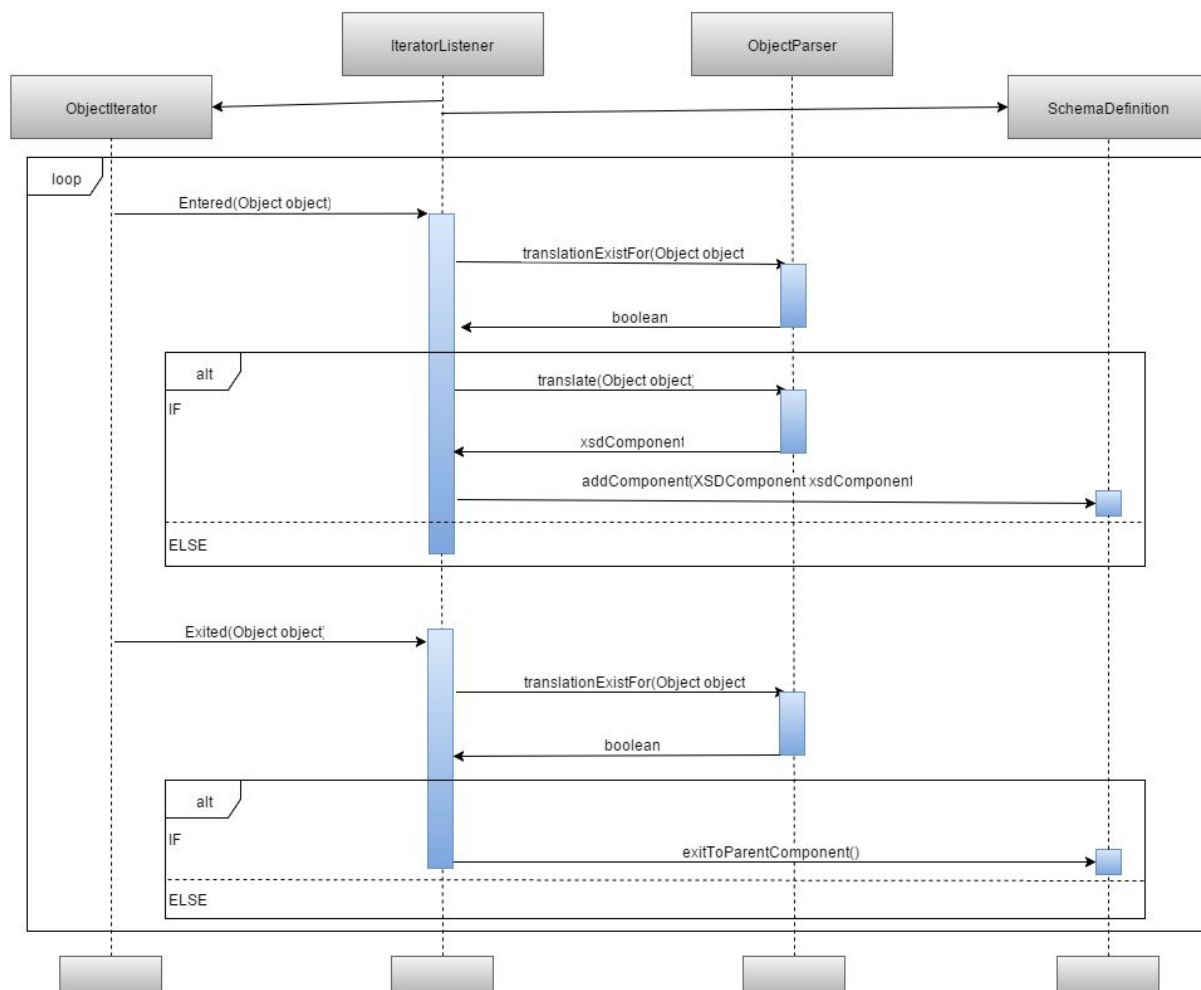 IteratorListener
ObjectParser
ObjectIterator
SchemaDefinition
loop
Entered(Object object)
translationExistFor(Object object
boolean
alt
translate(Object object)
IF
xsdComponent
addComponent(XSDComponent xsdComponent
ELSE
Exited(Object object)
translationExistFor(Object object
boolean
alt
IF
exitToParentComponent()
ELSE